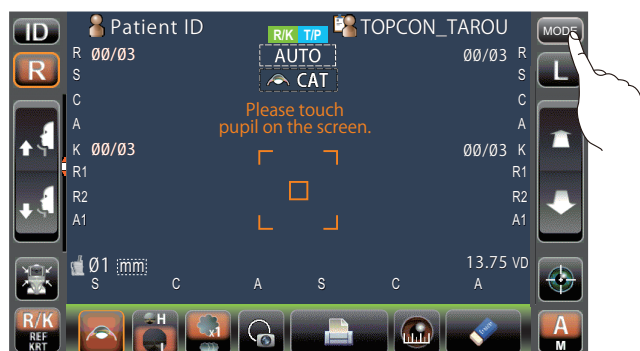 ID Patient ID R/K T/P TOPCON_TAROU MODE
R R 00/03 AUTO 00/03 R L
S CAT S
C Please touch C
A pupil on the screen. A
K 00/03 00/03 K
R1 R1
R2 R2
A1 A1
01 mm 13.75 VD
S C A S C A
R/K H x1 A
REF L M
KRT